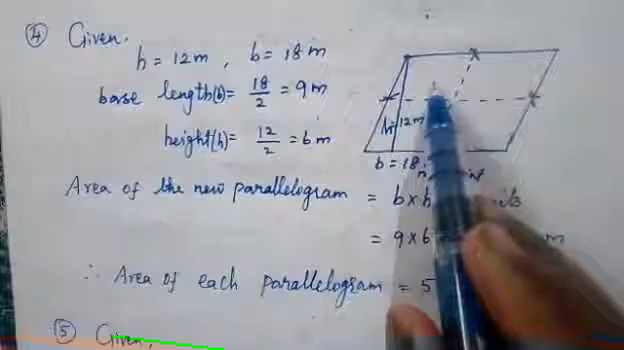 ④ Given.
h = 12m , b = 18 m
base length(b) = 18/2 = 9m
height(h) = 12/2 = 6m
12m
b = 18
Area of the new parallelogram = b×h
= 9×6 m
∴ Area of each parallelogram = 5
⑤ Given,